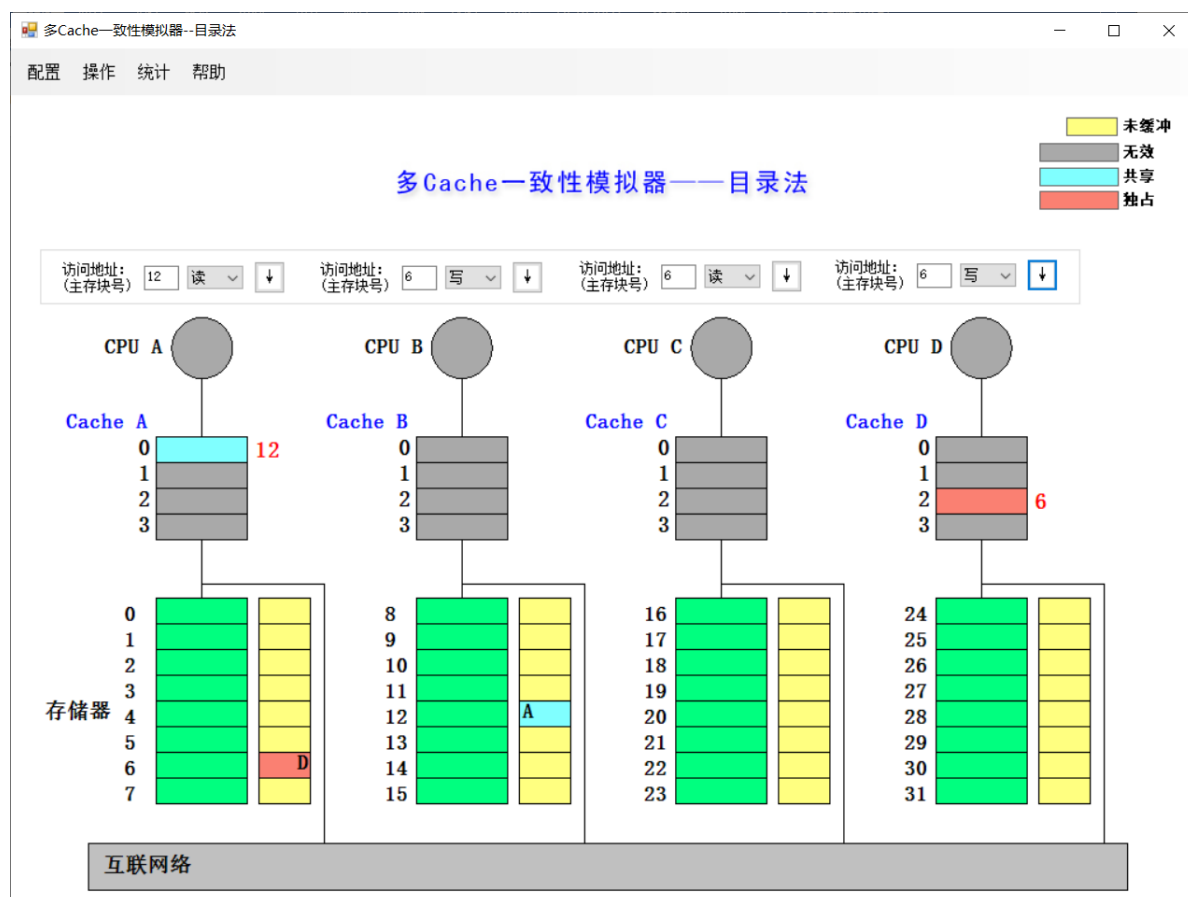 多Cache一致性模拟器--目录法
配置 操作 统计 帮助
未缓冲
无效
共享
独占
多Cache一致性模拟器——目录法
访问地址: 12 读 ↓ 访问地址: 6 写 ↓ 访问地址: 6 读 ↓ 访问地址: 6 写 ↓
(主存块号) (主存块号) (主存块号) (主存块号)
CPU A CPU B CPU C CPU D
Cache A Cache B Cache C Cache D
0 12 0 0 0
1 1 1 1
2 2 2 2 6
3 3 3 3
0 8 16 24
1 9 17 25
2 10 18 26
3 11 19 27
存储器 4 12 A 20 28
5 13 21 29
6 D 14 22 30
7 15 23 31
互联网络